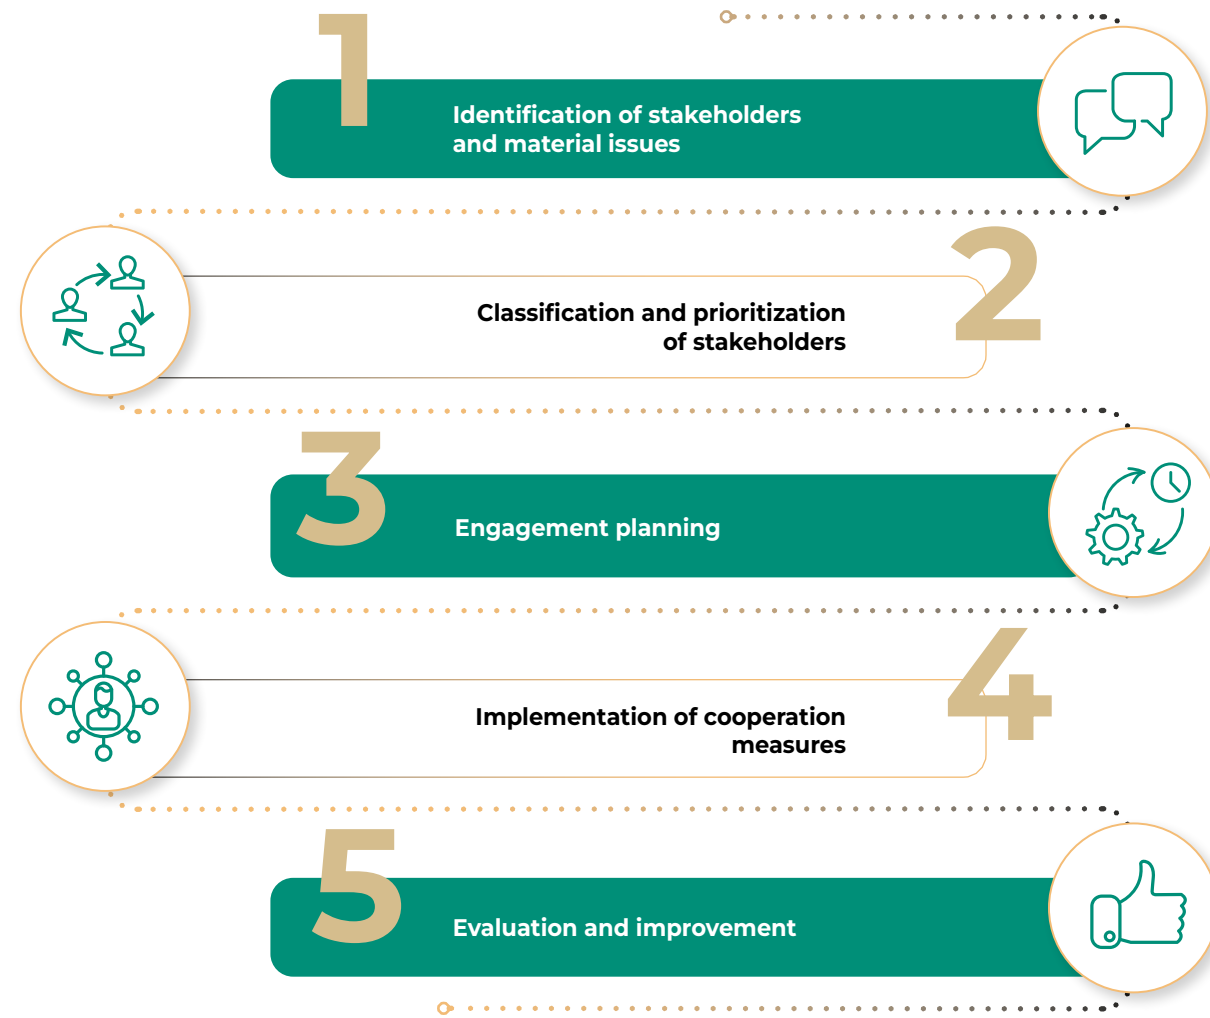 1
Identification of stakeholders
and material issues
2
Classification and prioritization
of stakeholders
3
Engagement planning
4
Implementation of cooperation
measures
5
Evaluation and improvement